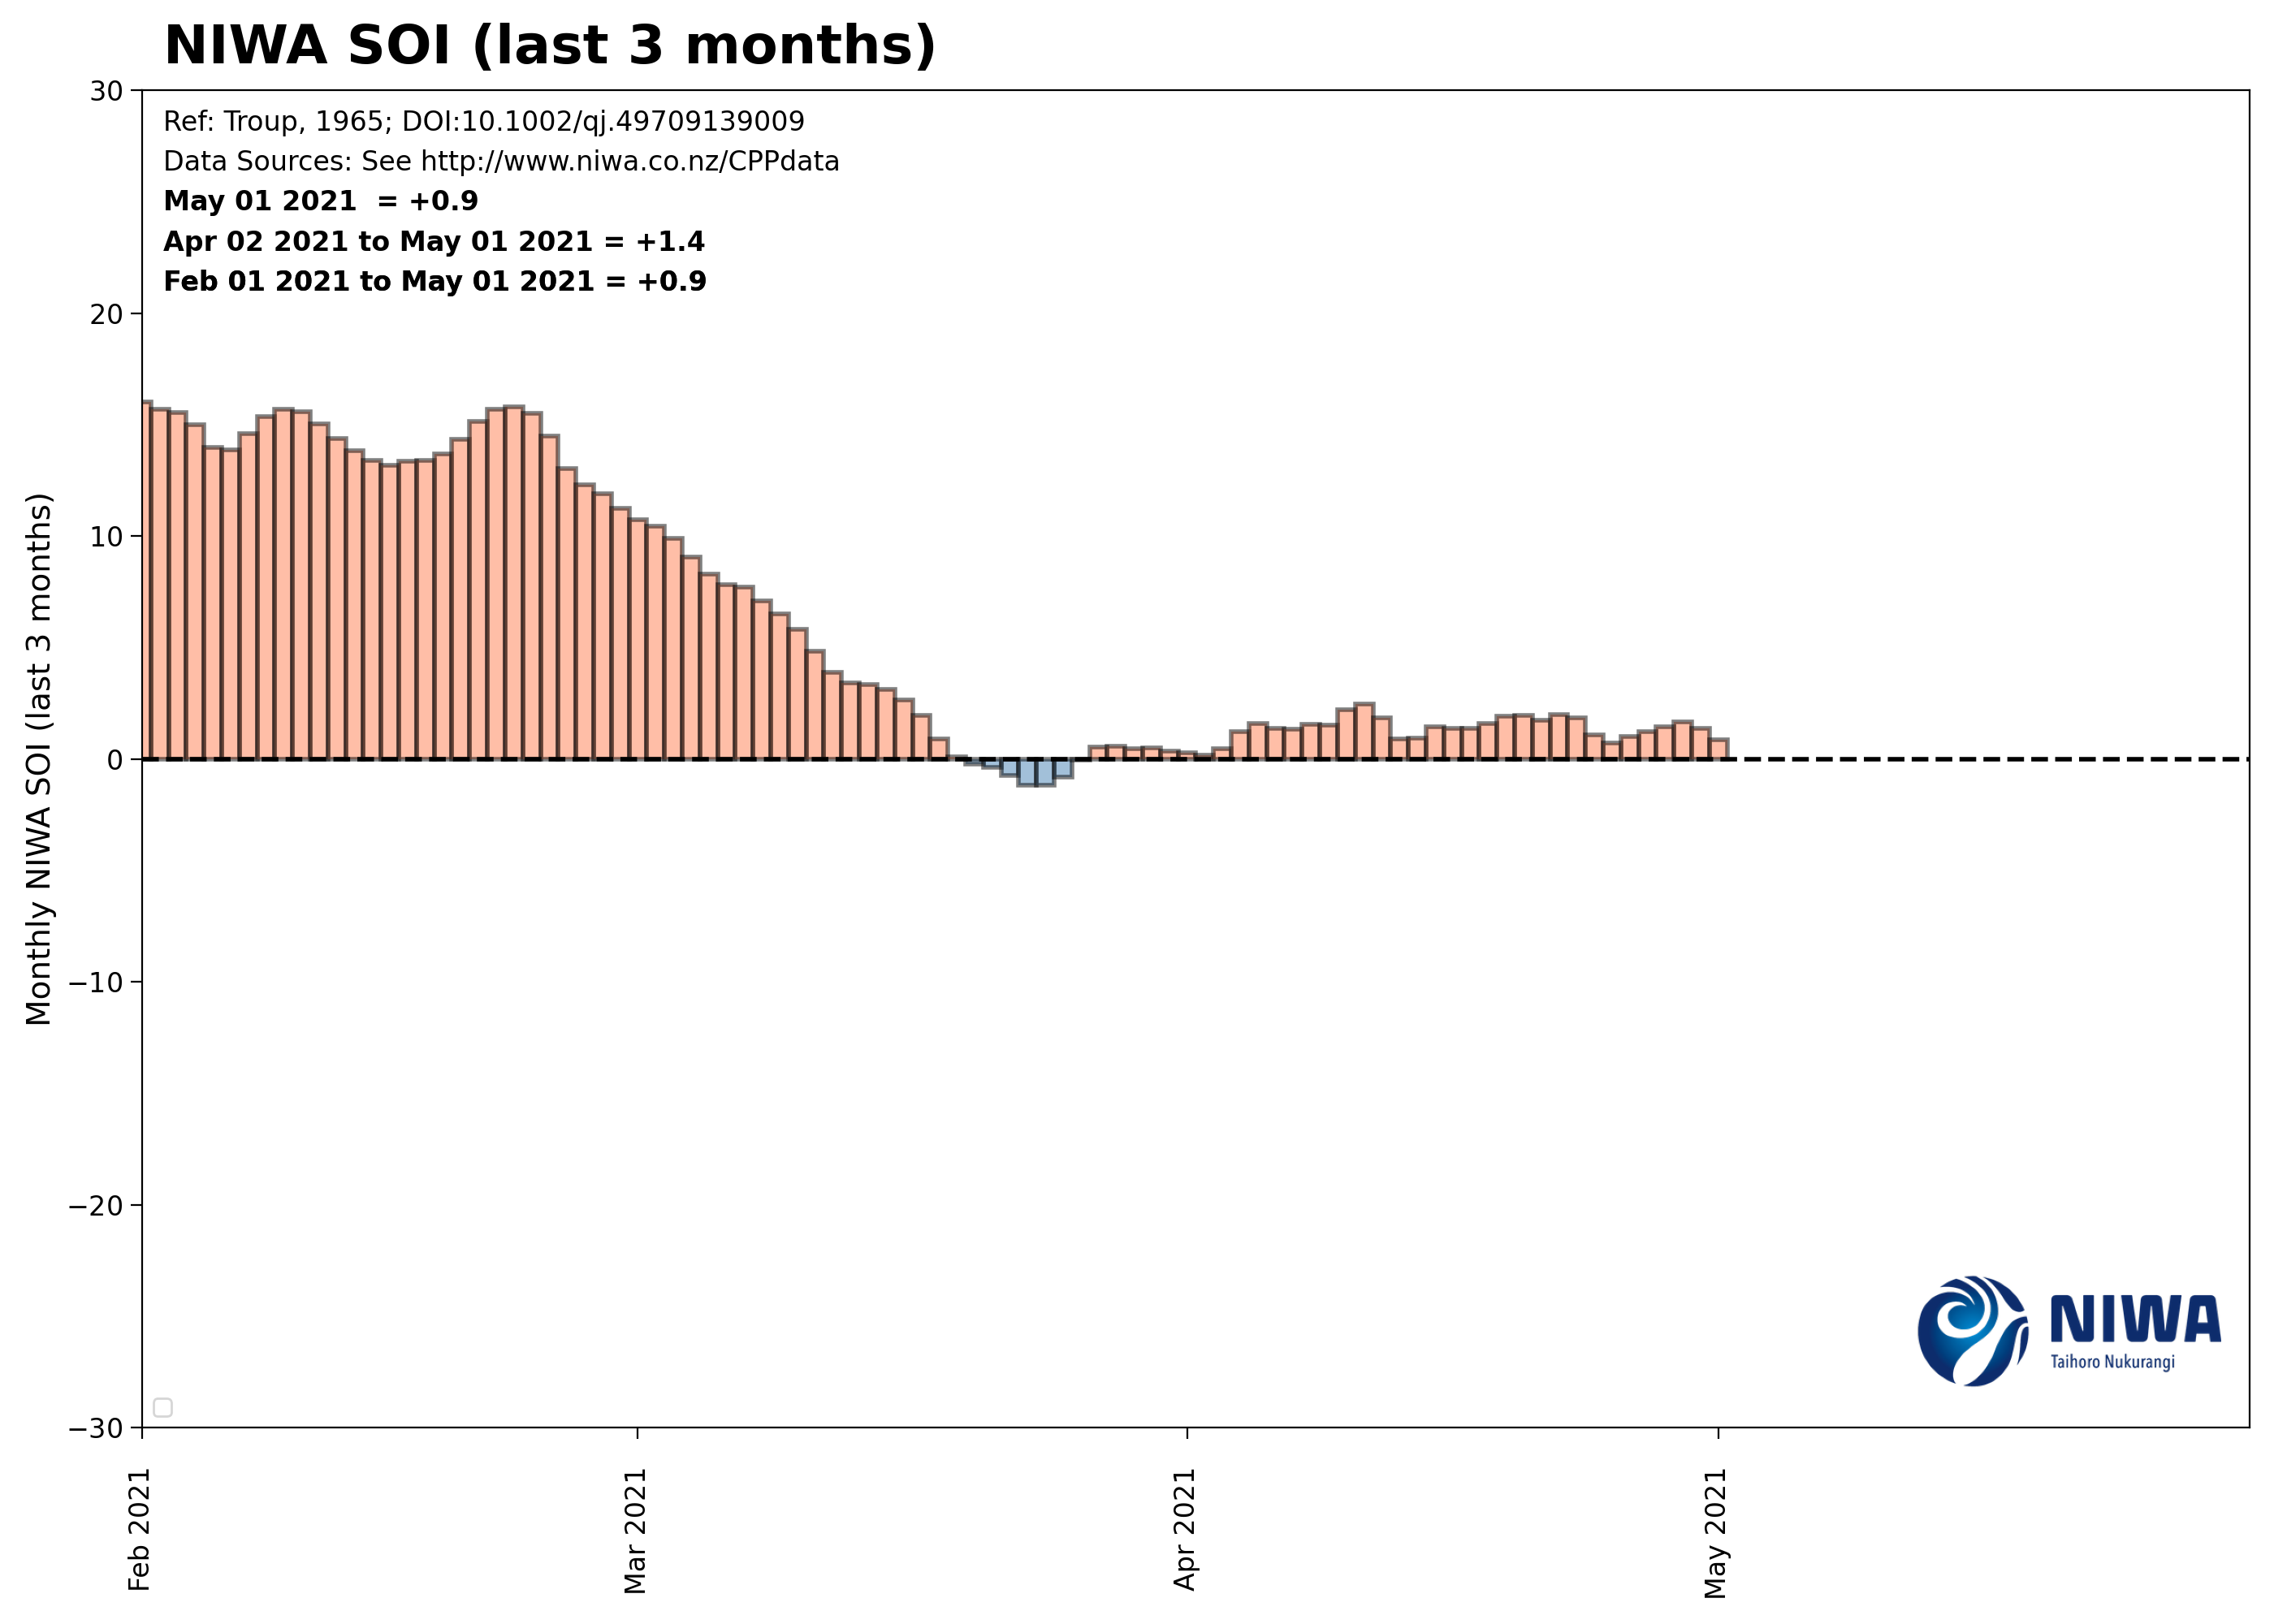 NIWA SOI (last 3 months)
Ref: Troup, 1965; DOI:10.1002/qj.49709139009
Data Sources: See http://www.niwa.co.nz/CPPdata
May 01 2021  = +0.9
Apr 02 2021 to May 01 2021 = +1.4
Feb 01 2021 to May 01 2021 = +0.9
Monthly NIWA SOI (last 3 months)
30
20
10
0
−10
−20
−30
Feb 2021
Mar 2021
Apr 2021
May 2021
NIWA
Taihoro Nukurangi